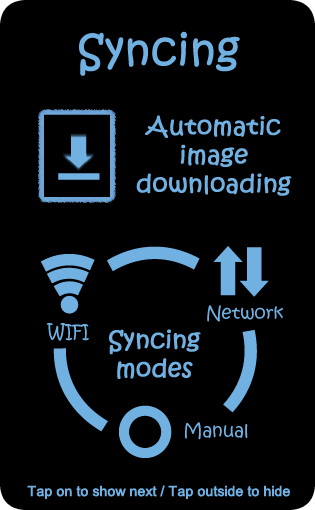 Syncing
Automatic
image
downloading
WIFI
Network
Syncing
modes
Manual
Tap on to show next / Tap outside to hide